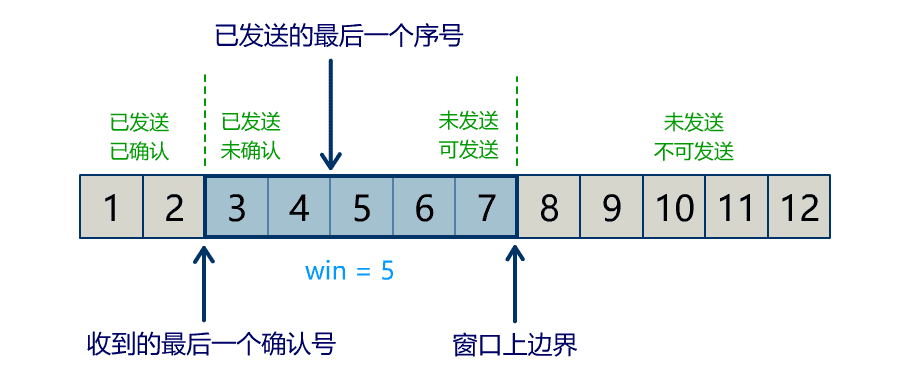 已发送的最后一个序号
已发送
已确认
已发送
未确认
未发送
可发送
未发送
不可发送
1 2 3 4 5 6 7 8 9 10 11 12
win = 5
收到的最后一个确认号
窗口上边界